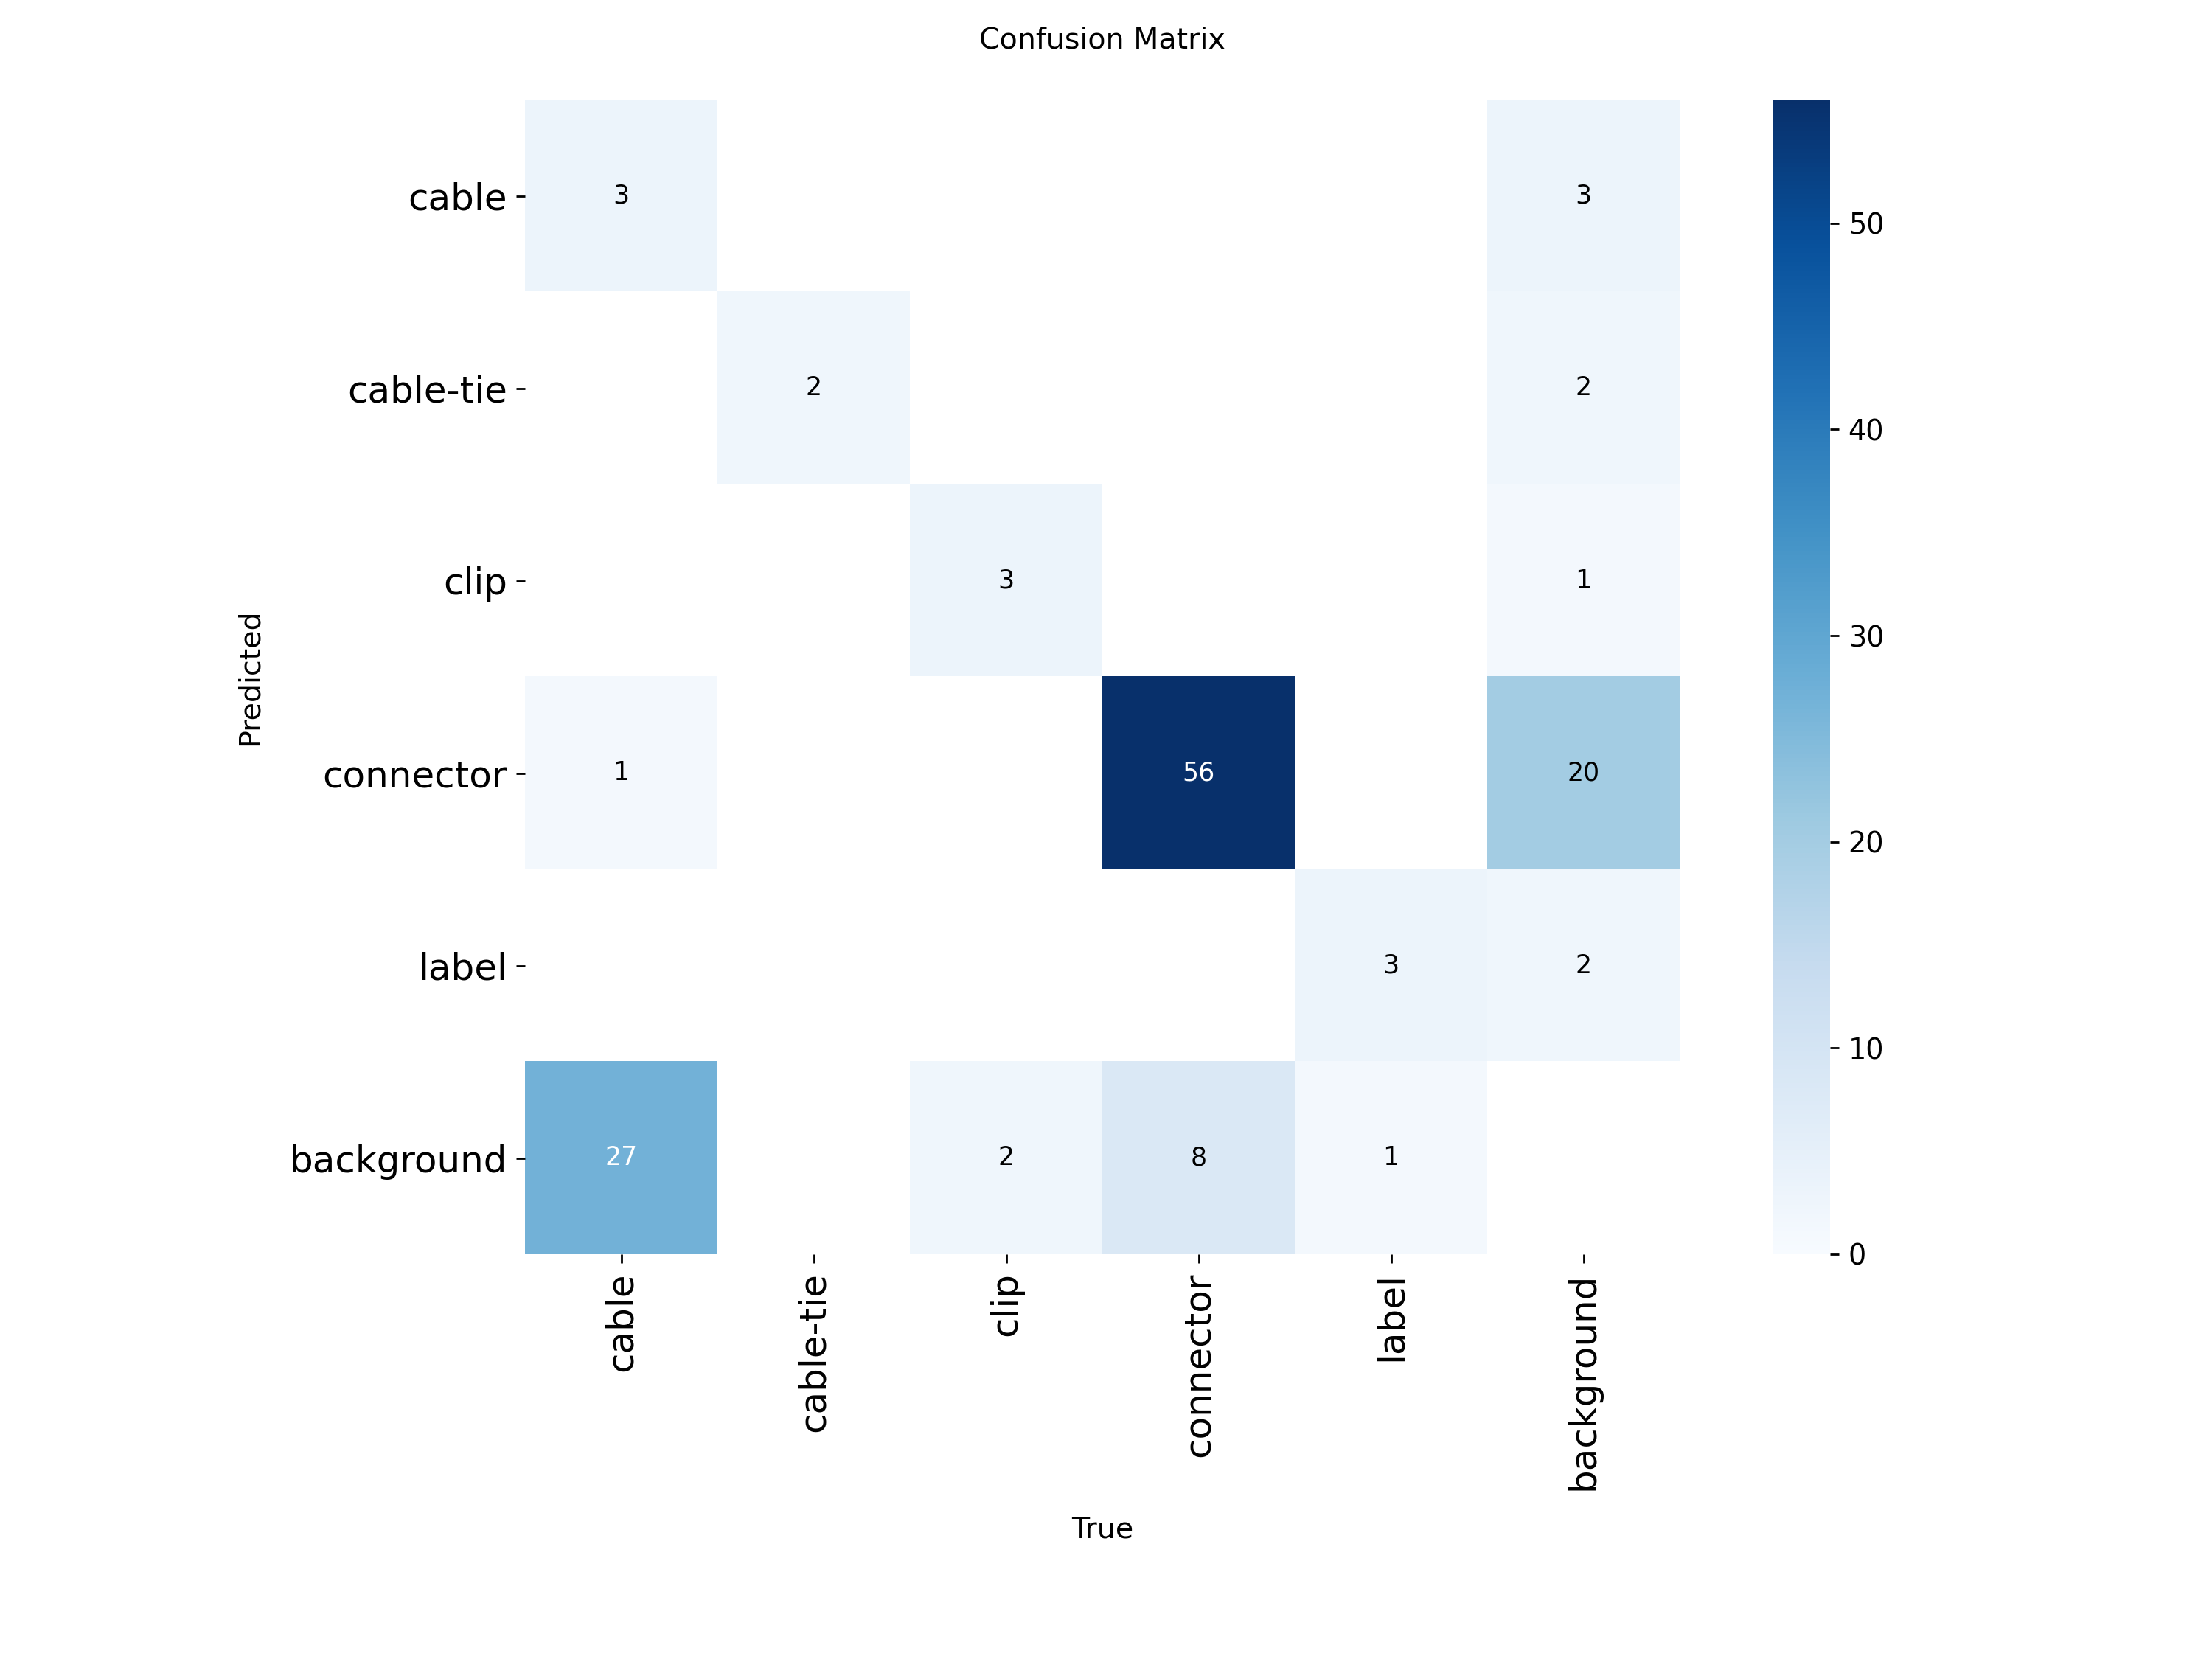 Confusion Matrix
cable
3
3
cable-tie
2
2
clip
3
1
connector
1
56
20
label
3
2
background
27
2
8
1
Predicted
cable
cable-tie
clip
connector
label
background
True
50
40
30
20
10
0